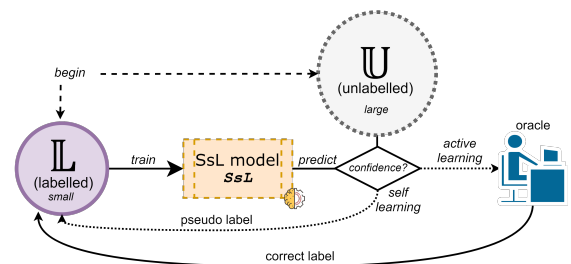 begin
𝕌
(unlabelled)
large
oracle
𝕃
(labelled)
small
train
SsL model
SsL
predict
confidence?
active
learning
self
learning
pseudo label
correct label